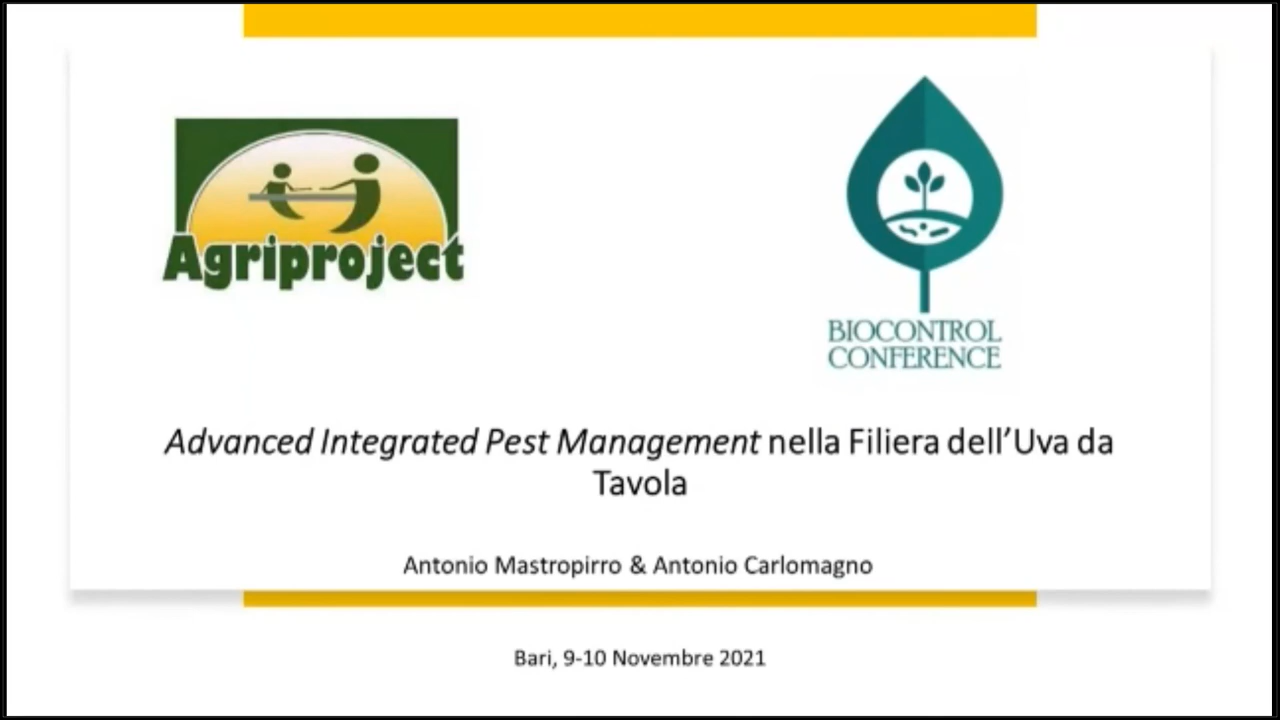 Agriproject
BIOCONTROL
CONFERENCE
Advanced Integrated Pest Management nella Filiera dell’Uva da
Tavola
Antonio Mastropirro & Antonio Carlomagno
Bari, 9-10 Novembre 2021